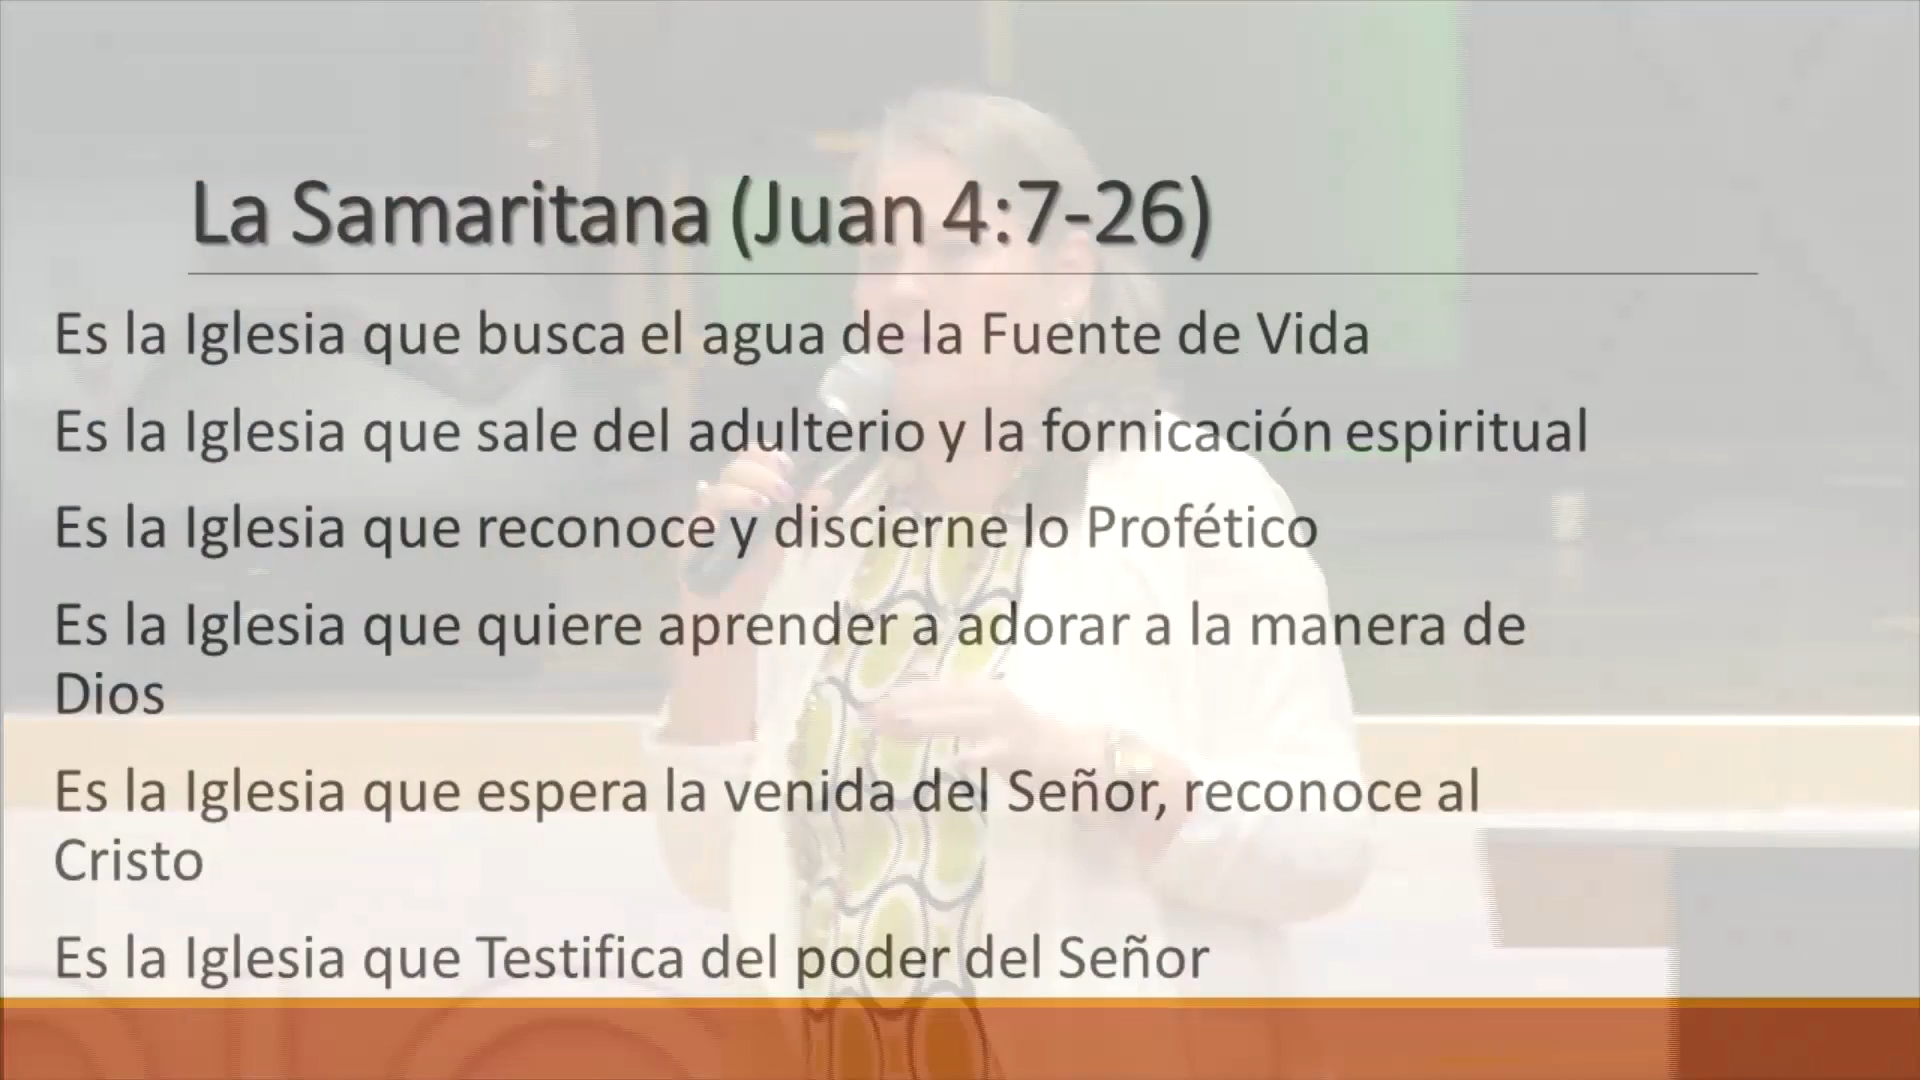 La Samaritana (Juan 4:7-26)
Es la Iglesia que busca el agua de la Fuente de Vida
Es la Iglesia que sale del adulterio y la fornicación espiritual
Es la Iglesia que reconoce y discierne lo Profético
Es la Iglesia que quiere aprender a adorar a la manera de
Dios
Es la Iglesia que espera la venida del Señor, reconoce al
Cristo
Es la Iglesia que Testifica del poder del Señor